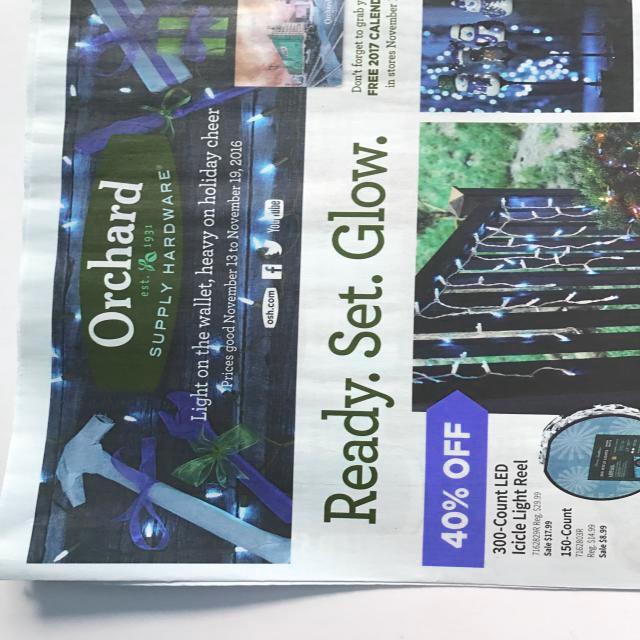 Orchard
est. 1931
SUPPLY HARDWARE®
Light on the wallet, heavy on holiday cheer
Prices good November 13 to November 19, 2016
osh.com
f
YouTube
Don't forget to grab
FREE 2017 CALEND
in stores November
Ready. Set. Glow.
40% OFF
300-Count LED
Icicle Light Reel
7162829R Reg. $29.99
Sale $17.99
150-Count
7162803R
Reg. $14.99
Sale $8.99